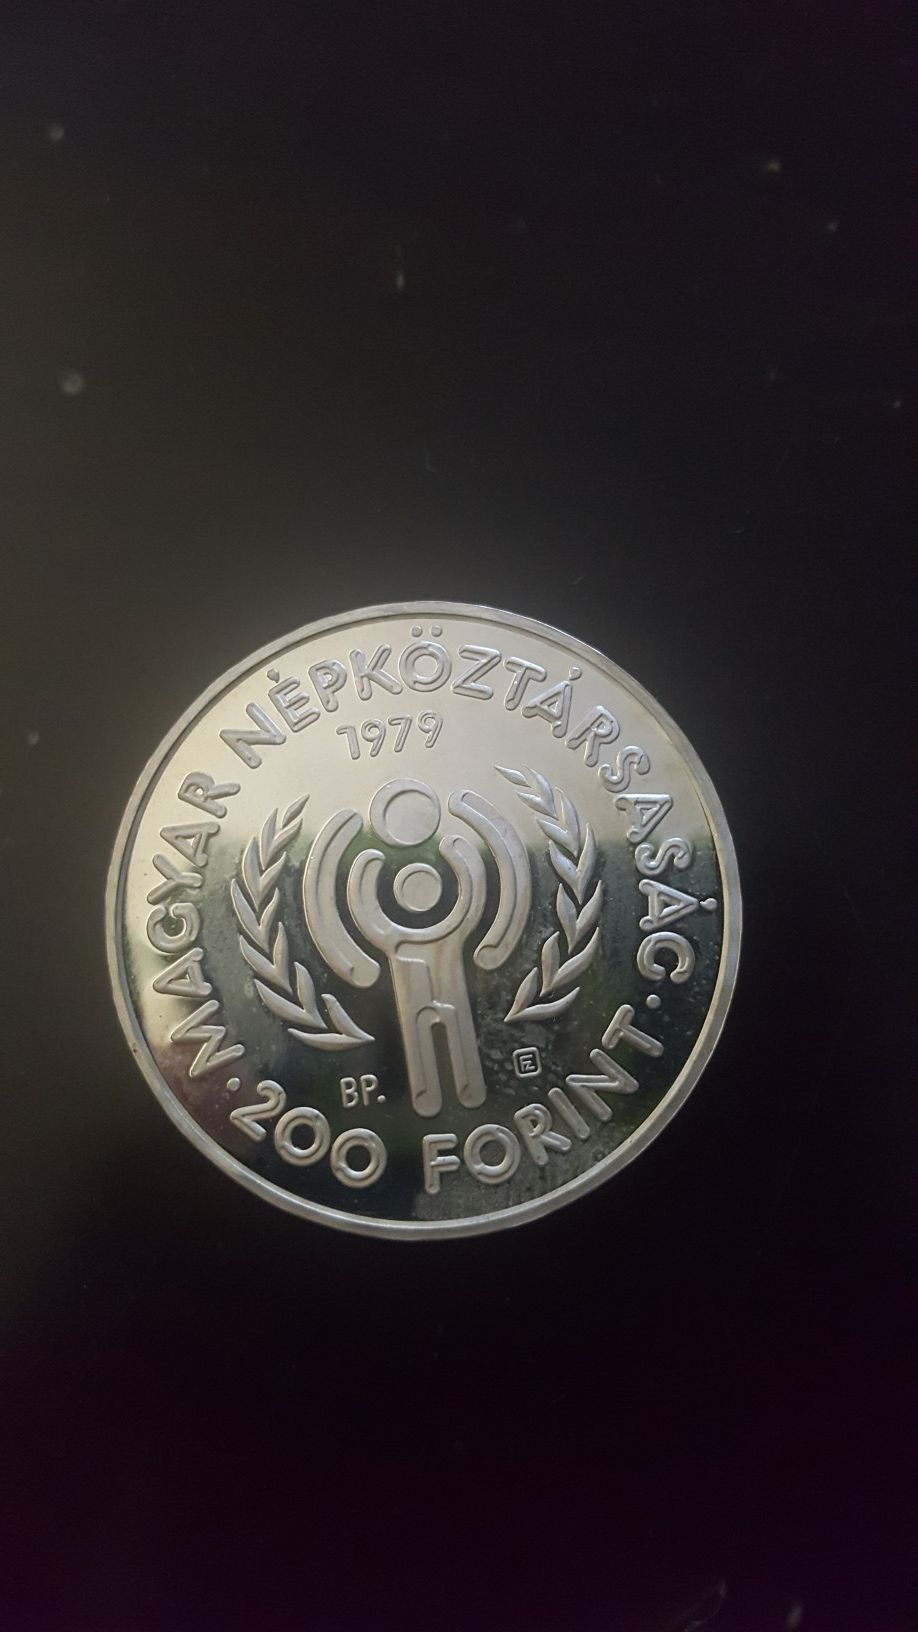 MAGYAR NÉPKÖZTÁRSASÁG
1979
BP.
· 200 FORINT ·